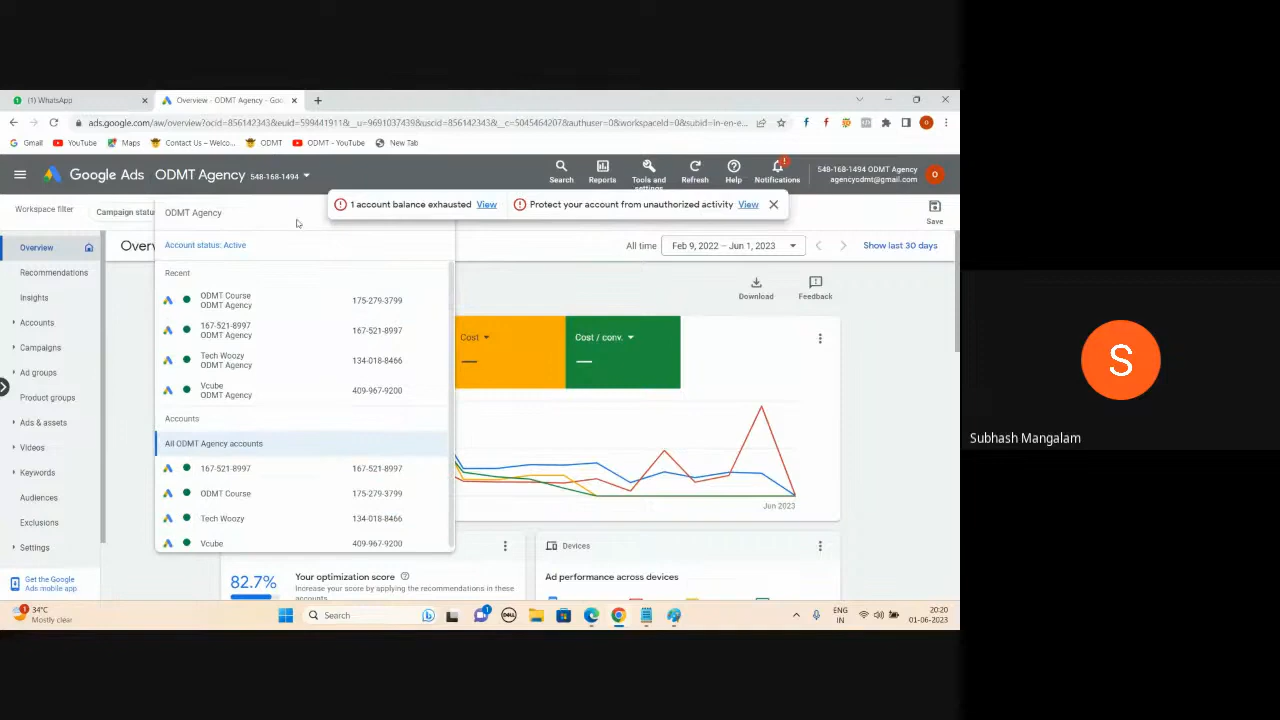 (1) WhatsApp
Overview - ODMT Agency - Goo
ads.google.com/aw/overview?ocid=856142343&euid=599441911&__u=9691037439&uscid=856142343&__c=5045464207&authuser=0&workspaceId=0&subid=in-en-e...
Gmail
YouTube
Maps
Contact Us – Welco...
ODMT
ODMT - YouTube
New Tab
Google Ads
ODMT Agency 548-168-1494
Search
Reports
Tools and
settings
Refresh
Help
Notifications
548-168-1494 ODMT Agency
agencyodmt@gmail.com
O
Workspace filter
Campaign statu
ODMT Agency
1 account balance exhausted View
Protect your account from unauthorized activity View
Save
Account status: Active
Overview
Recommendations
Insights
Accounts
Campaigns
Ad groups
Product groups
Ads & assets
Videos
Keywords
Audiences
Exclusions
Settings
Get the Google
Ads mobile app
Overv
All time
Feb 9, 2022 – Jun 1, 2023
Show last 30 days
Download
Feedback
Recent
ODMT Course
ODMT Agency
175-279-3799
167-521-8997
ODMT Agency
167-521-8997
Tech Woozy
ODMT Agency
134-018-8466
Vcube
ODMT Agency
409-967-9200
Accounts
All ODMT Agency accounts
167-521-8997 167-521-8997
ODMT Course 175-279-3799
Tech Woozy 134-018-8466
Vcube 409-967-9200
Cost
—
Cost / conv.
—
Jun 2023
82.7%
Your optimization score
Increase your score by applying the recommendations in these
Devices
Ad performance across devices
34°C
Mostly clear
Search
ENG
IN
20:20
01-06-2023
S
Subhash Mangalam